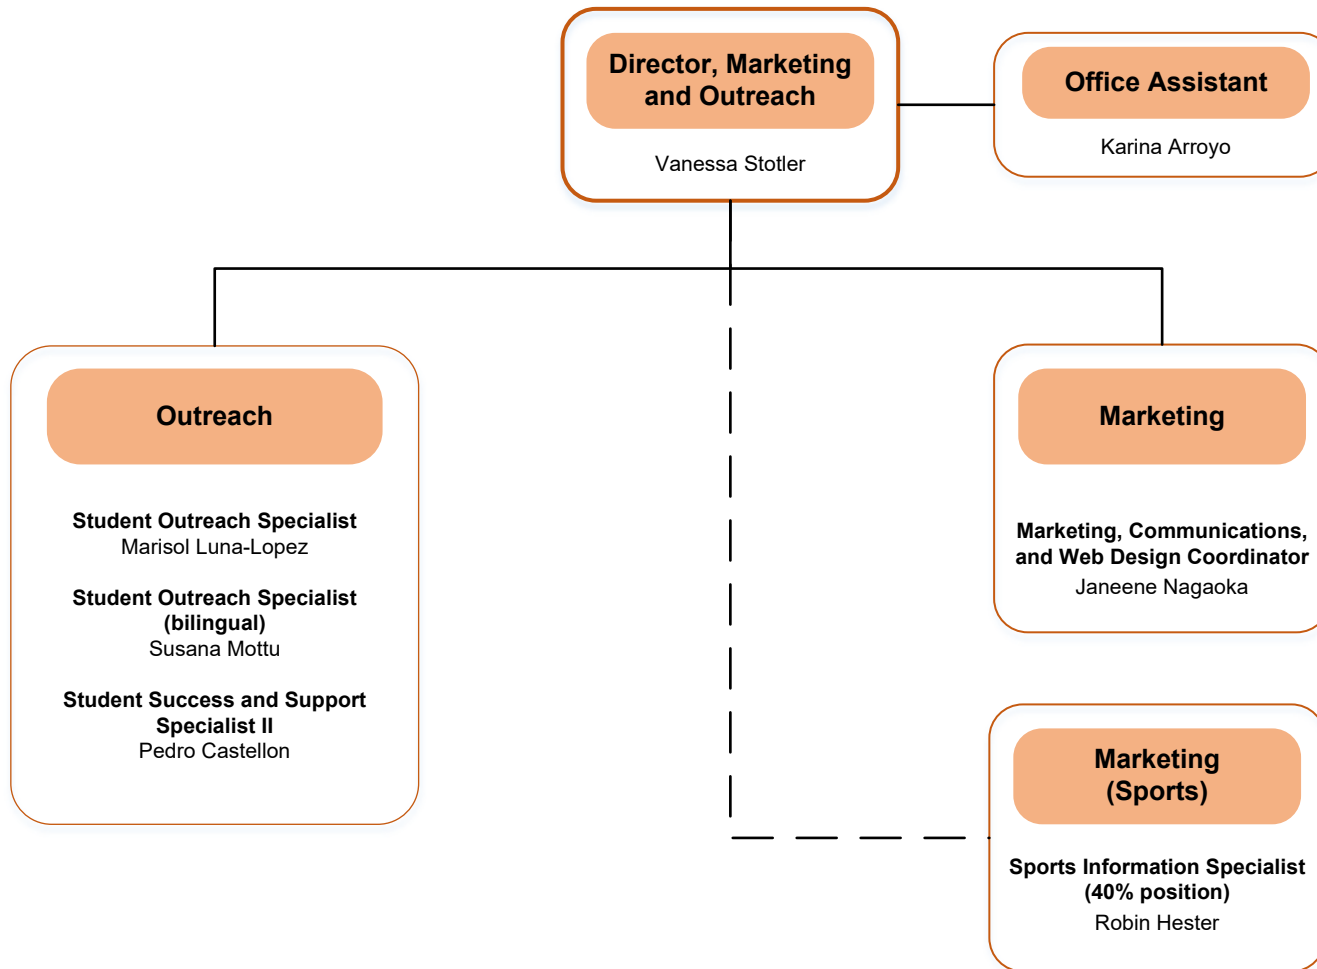 Director, Marketing
and Outreach
Vanessa Stotler
Office Assistant
Karina Arroyo
Outreach
Student Outreach Specialist
Marisol Luna-Lopez
Student Outreach Specialist
(bilingual)
Susana Mottu
Student Success and Support
Specialist II
Pedro Castellon
Marketing
Marketing, Communications,
and Web Design Coordinator
Janeene Nagaoka
Marketing
(Sports)
Sports Information Specialist
(40% position)
Robin Hester